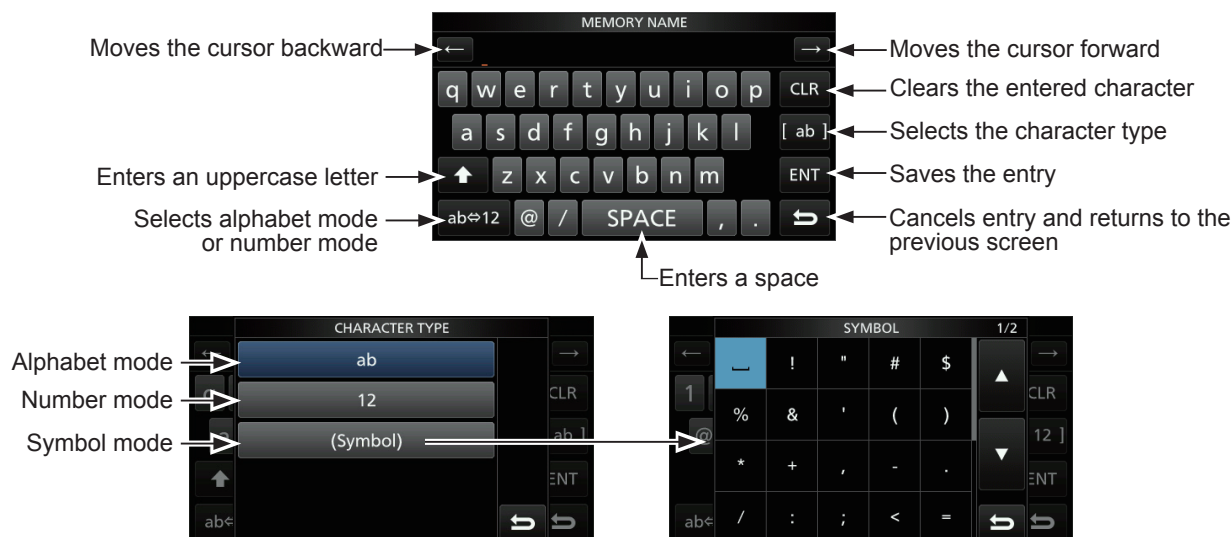 MEMORY NAME
Moves the cursor backward
← →
Moves the cursor forward
q w e r t y u i o p CLR
Clears the entered character
a s d f g h j k l [ ab ]
Selects the character type
Enters an uppercase letter
z x c v b n m ENT
Saves the entry
Selects alphabet mode
or number mode
ab⇔12 @ / SPACE , .
Cancels entry and returns to the
previous screen
Enters a space
CHARACTER TYPE
Alphabet mode
ab
Number mode
12
CLR
Symbol mode
(Symbol)
ab ]
ENT
ab⇔
SYMBOL 1/2
← →
␣ ! " # $
1
CLR
% & ' ( )
@
12 ]
* + , - .
ENT
ab⇔
/ : ; < =